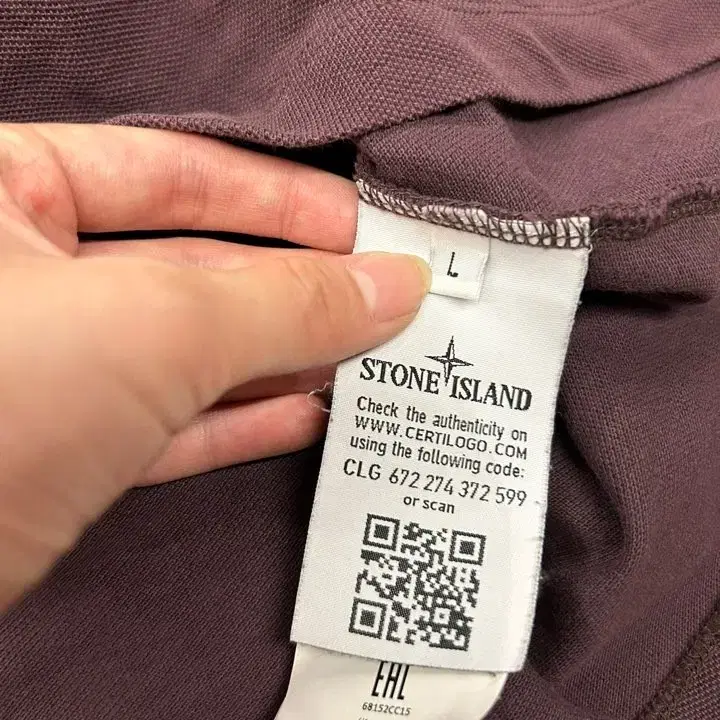 L
STONE ISLAND
Check the authenticity on
WWW.CERTILOGO.COM
using the following code:
CLG 672 274 372 599
or scan
EAC
68152CC15